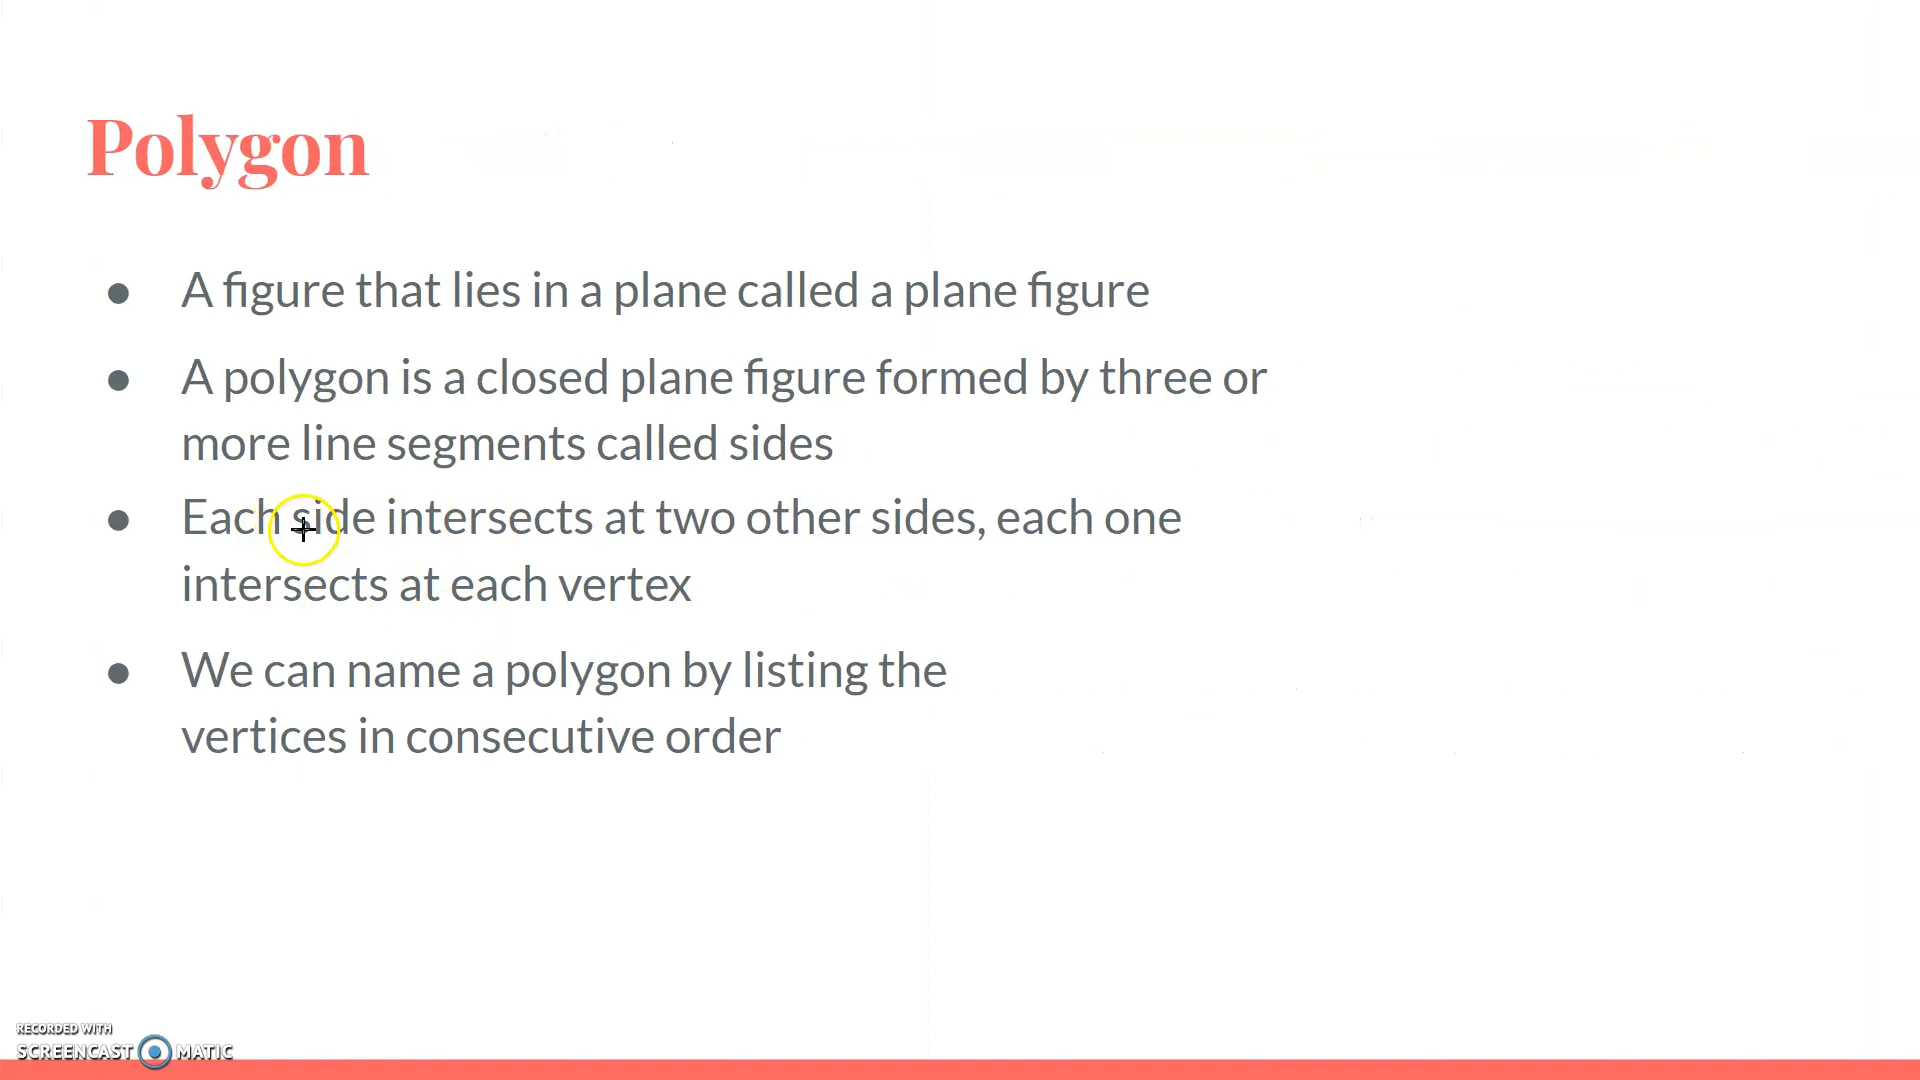 Polygon
● A figure that lies in a plane called a plane figure
● A polygon is a closed plane figure formed by three or
more line segments called sides
● Each side intersects at two other sides, each one
intersects at each vertex
● We can name a polygon by listing the
vertices in consecutive order
RECORDED WITH
SCREENCAST MATIC